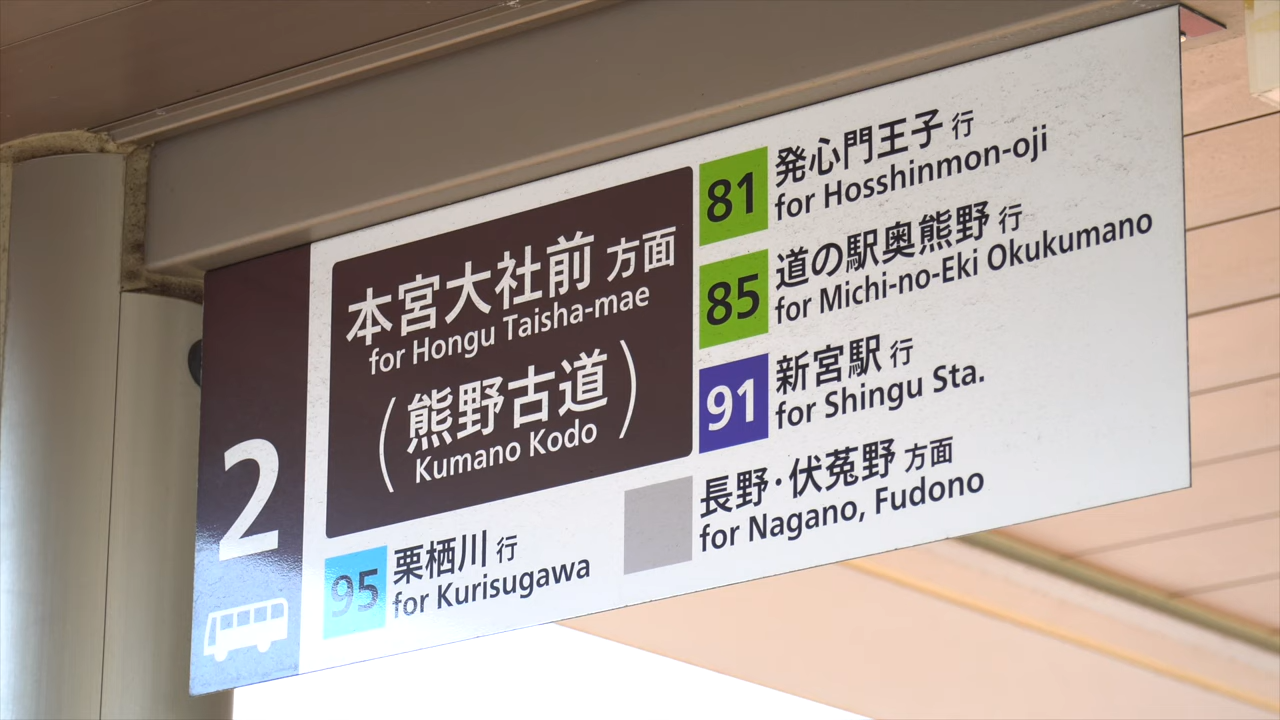 2
本宮大社前 方面
for Hongu Taisha-mae
(熊野古道)
Kumano Kodo
81 発心門王子 行
for Hosshinmon-oji
85 道の駅奥熊野 行
for Michi-no-Eki Okukumano
91 新宮駅 行
for Shingu Sta.
長野・伏菟野 方面
for Nagano, Fudono
95 栗栖川 行
for Kurisugawa